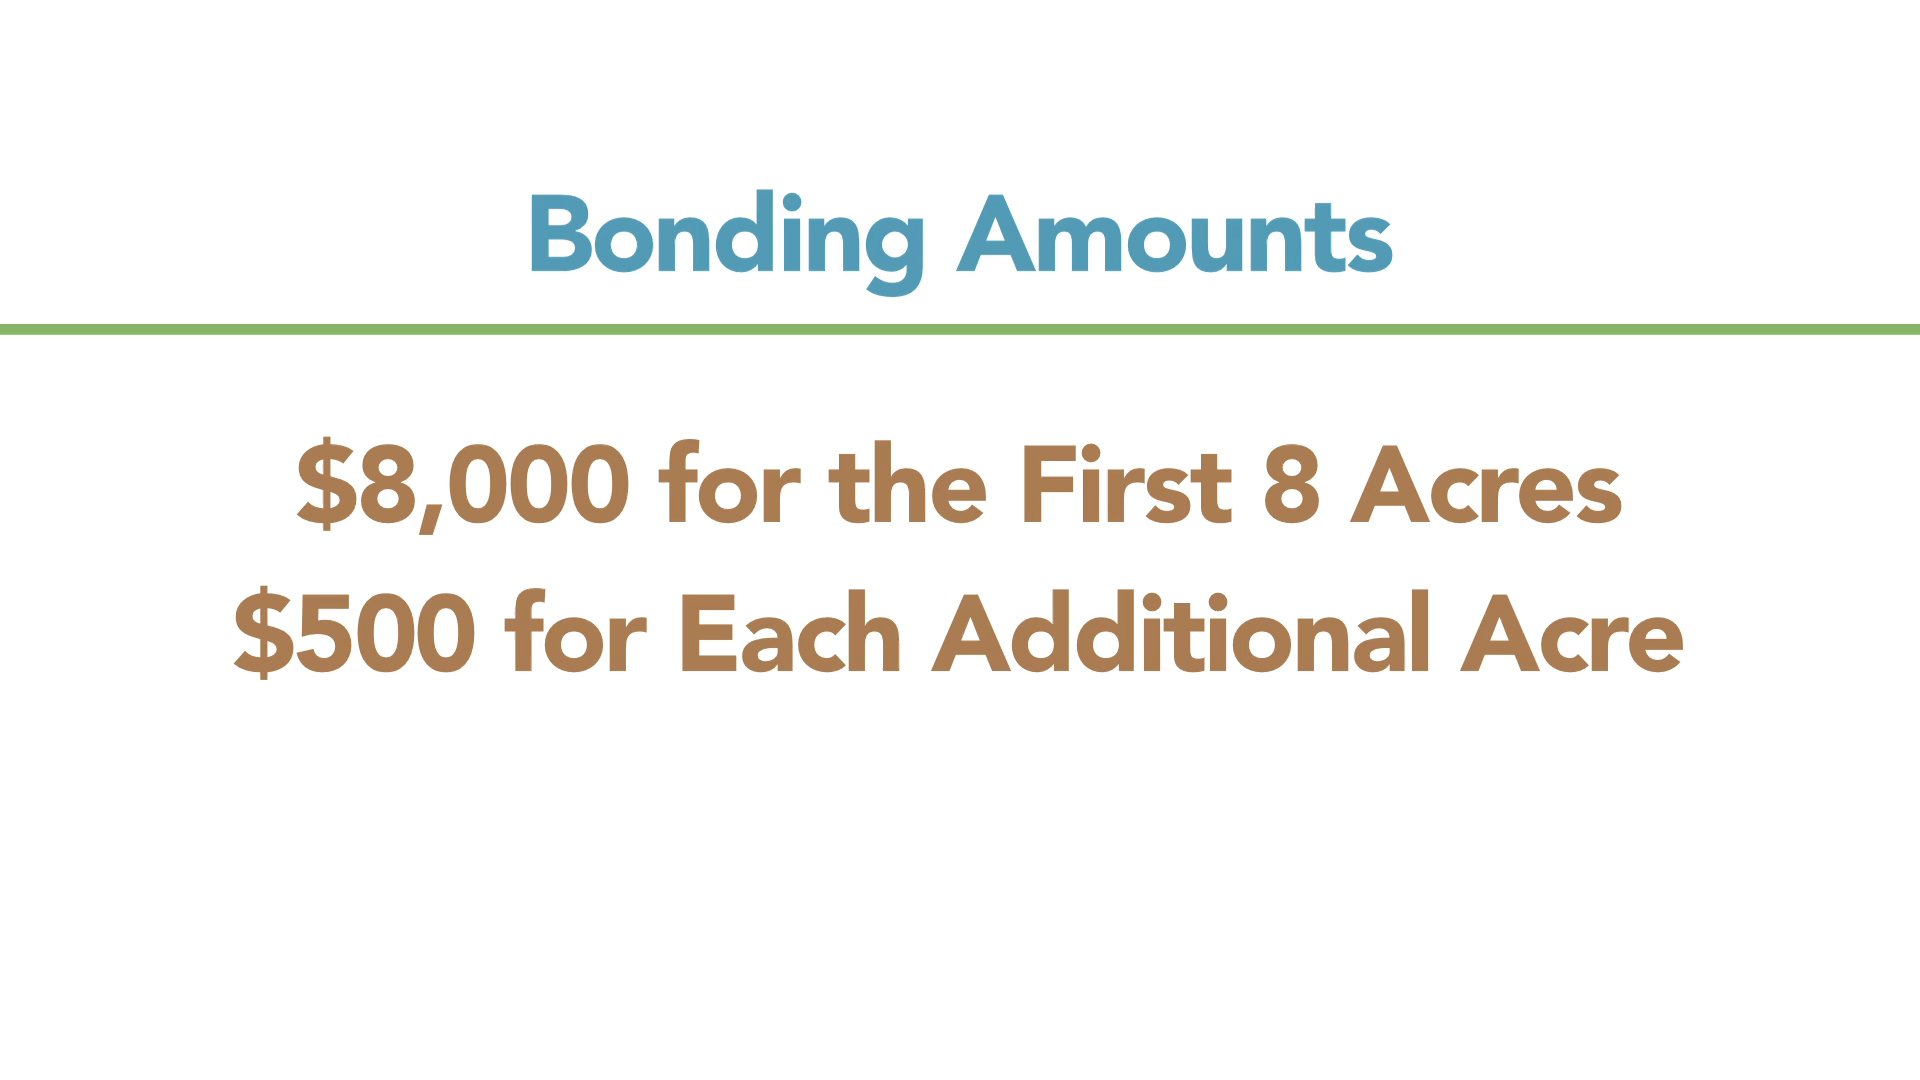 Bonding Amounts
$8,000 for the First 8 Acres
$500 for Each Additional Acre